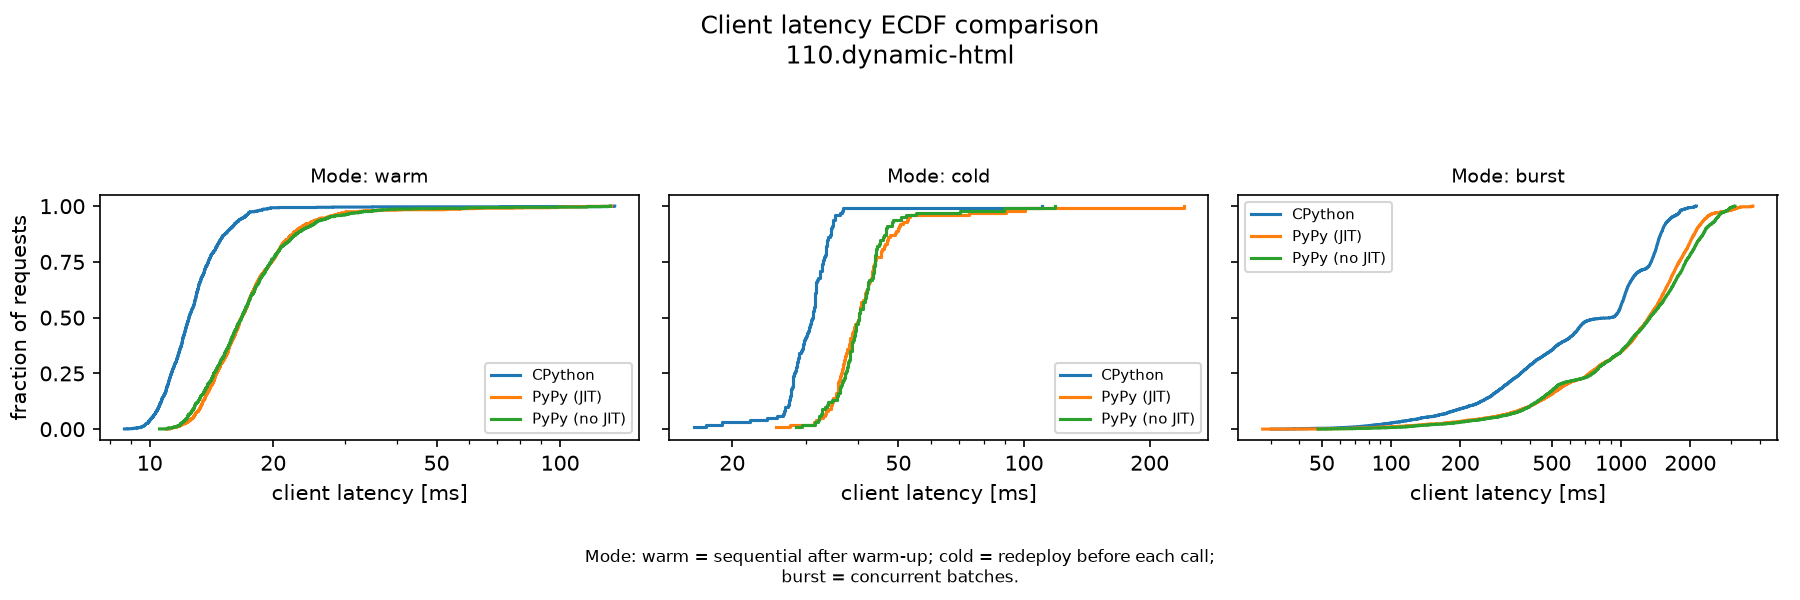 Client latency ECDF comparison
110.dynamic-html
Mode: warm
fraction of requests
1.00
0.75
0.50
0.25
0.00
CPython
PyPy (JIT)
PyPy (no JIT)
10 20 50 100
client latency [ms]
Mode: cold
CPython
PyPy (JIT)
PyPy (no JIT)
20 50 100 200
client latency [ms]
Mode: burst
CPython
PyPy (JIT)
PyPy (no JIT)
50 100 200 500 1000 2000
client latency [ms]
Mode: warm = sequential after warm-up; cold = redeploy before each call;
burst = concurrent batches.